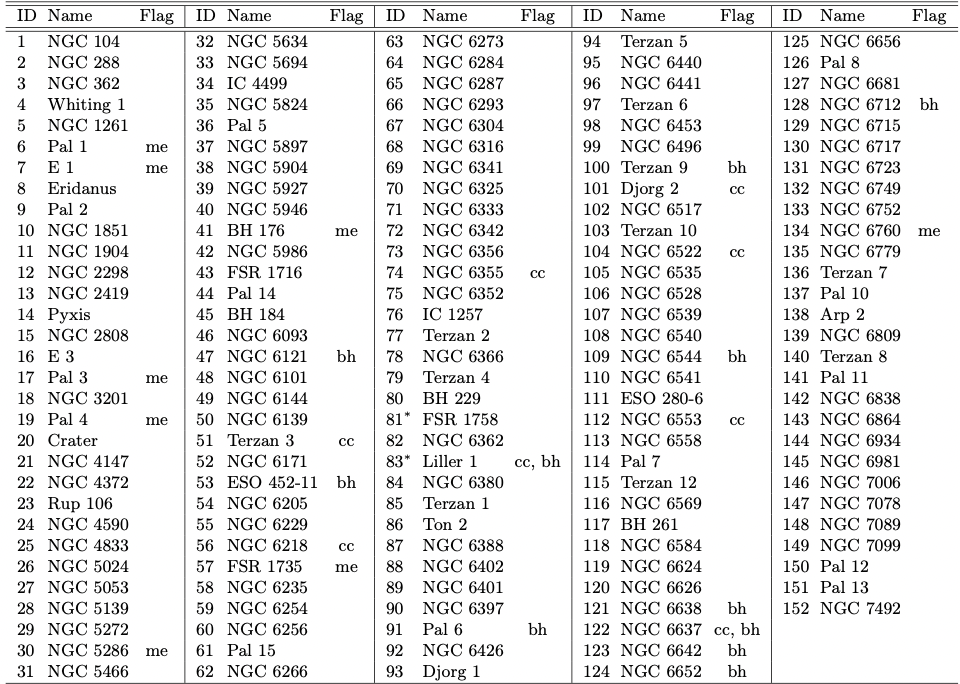 ID Name Flag ID Name Flag ID Name Flag ID Name Flag ID Name Flag
1 NGC 104 32 NGC 5634 63 NGC 6273 94 Terzan 5 125 NGC 6656
2 NGC 288 33 NGC 5694 64 NGC 6284 95 NGC 6440 126 Pal 8
3 NGC 362 34 IC 4499 65 NGC 6287 96 NGC 6441 127 NGC 6681
4 Whiting 1 35 NGC 5824 66 NGC 6293 97 Terzan 6 128 NGC 6712 bh
5 NGC 1261 36 Pal 5 67 NGC 6304 98 NGC 6453 129 NGC 6715
6 Pal 1 me 37 NGC 5897 68 NGC 6316 99 NGC 6496 130 NGC 6717
7 E 1 me 38 NGC 5904 69 NGC 6341 100 Terzan 9 bh 131 NGC 6723
8 Eridanus 39 NGC 5927 70 NGC 6325 101 Djorg 2 cc 132 NGC 6749
9 Pal 2 40 NGC 5946 71 NGC 6333 102 NGC 6517 133 NGC 6752
10 NGC 1851 41 BH 176 me 72 NGC 6342 103 Terzan 10 134 NGC 6760 me
11 NGC 1904 42 NGC 5986 73 NGC 6356 104 NGC 6522 cc 135 NGC 6779
12 NGC 2298 43 FSR 1716 74 NGC 6355 cc 105 NGC 6535 136 Terzan 7
13 NGC 2419 44 Pal 14 75 NGC 6352 106 NGC 6528 137 Pal 10
14 Pyxis 45 BH 184 76 IC 1257 107 NGC 6539 138 Arp 2
15 NGC 2808 46 NGC 6093 77 Terzan 2 108 NGC 6540 139 NGC 6809
16 E 3 47 NGC 6121 bh 78 NGC 6366 109 NGC 6544 bh 140 Terzan 8
17 Pal 3 me 48 NGC 6101 79 Terzan 4 110 NGC 6541 141 Pal 11
18 NGC 3201 49 NGC 6144 80 BH 229 111 ESO 280-6 142 NGC 6838
19 Pal 4 me 50 NGC 6139 81* FSR 1758 112 NGC 6553 cc 143 NGC 6864
20 Crater 51 Terzan 3 cc 82 NGC 6362 113 NGC 6558 144 NGC 6934
21 NGC 4147 52 NGC 6171 83* Liller 1 cc, bh 114 Pal 7 145 NGC 6981
22 NGC 4372 53 ESO 452-11 bh 84 NGC 6380 115 Terzan 12 146 NGC 7006
23 Rup 106 54 NGC 6205 85 Terzan 1 116 NGC 6569 147 NGC 7078
24 NGC 4590 55 NGC 6229 86 Ton 2 117 BH 261 148 NGC 7089
25 NGC 4833 56 NGC 6218 cc 87 NGC 6388 118 NGC 6584 149 NGC 7099
26 NGC 5024 57 FSR 1735 me 88 NGC 6402 119 NGC 6624 150 Pal 12
27 NGC 5053 58 NGC 6235 89 NGC 6401 120 NGC 6626 151 Pal 13
28 NGC 5139 59 NGC 6254 90 NGC 6397 121 NGC 6638 bh 152 NGC 7492
29 NGC 5272 60 NGC 6256 91 Pal 6 bh 122 NGC 6637 cc, bh
30 NGC 5286 me 61 Pal 15 92 NGC 6426 123 NGC 6642 bh
31 NGC 5466 62 NGC 6266 93 Djorg 1 124 NGC 6652 bh